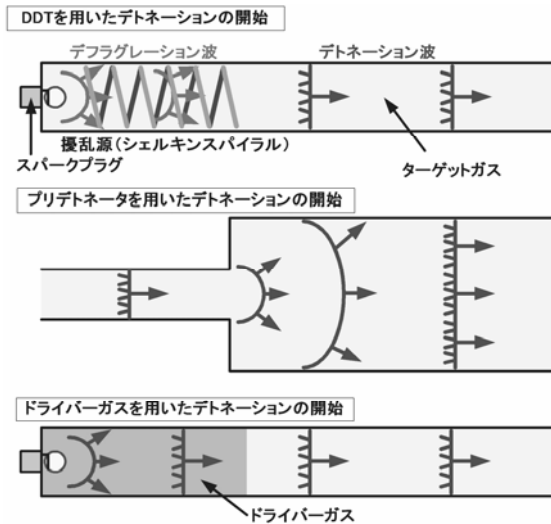 DDTを用いたデトネーションの開始
デフラグレーション波
デトネーション波
擾乱源(シェルキンスパイラル)
スパークプラグ
ターゲットガス
プリデトネータを用いたデトネーションの開始
ドライバーガスを用いたデトネーションの開始
ドライバーガス